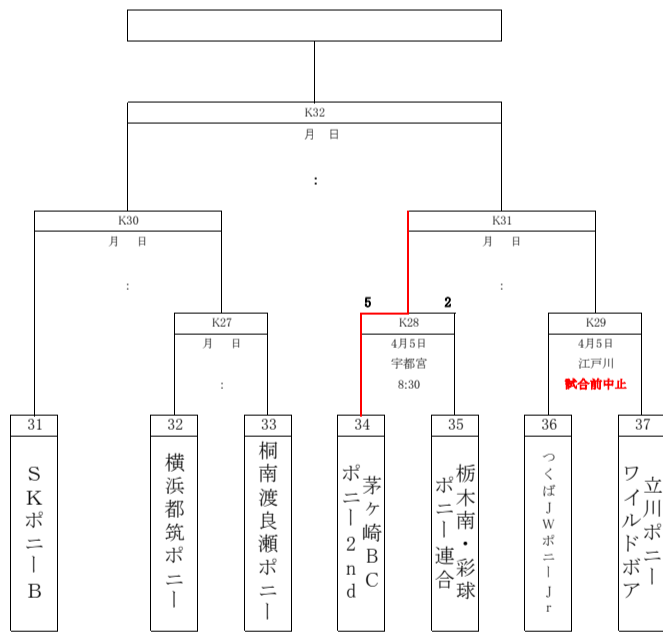 K32
月 日
:
K30
K31
月 日
月 日
:
:
5
2
K27
K28
K29
月 日
4月5日
4月5日
宇都宮
江戸川
:
8:30
試合前中止
31
32
33
34
35
36
37
SKポニーB
横浜都筑ポニー
桐南渡良瀬ポニー
茅ヶ崎BC
ポニー2nd
栃木南・彩球
ポニー連合
つくばJWポニーJr
立川ポニー
ワイルドボア